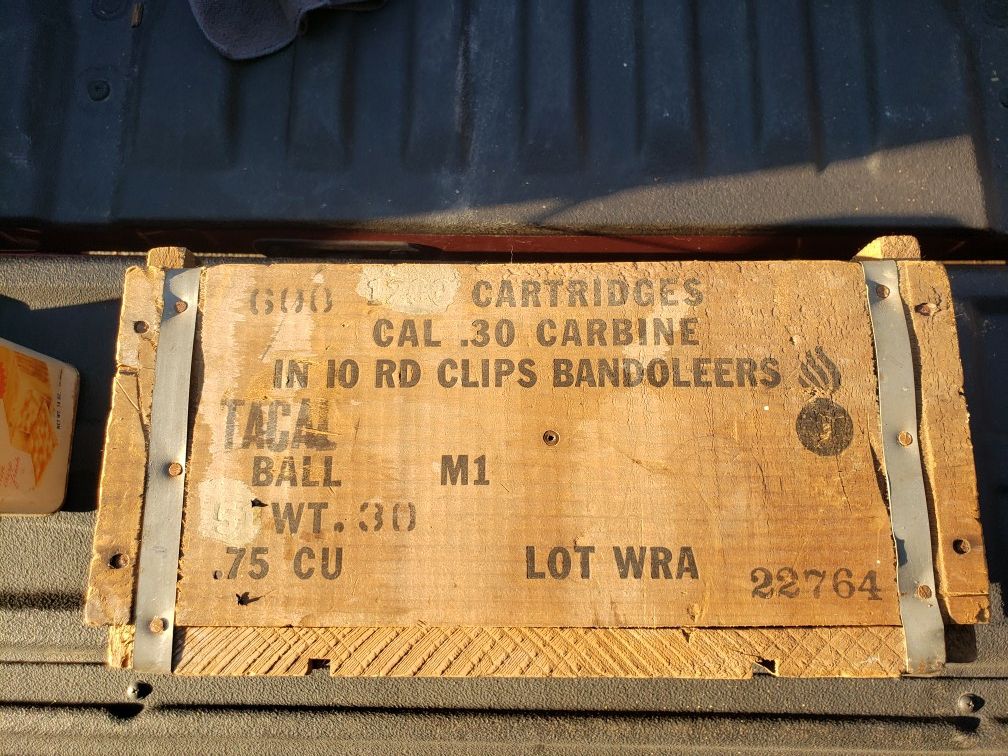 600 CARTRIDGES
CAL .30 CARBINE
IN 10 RD CLIPS BANDOLEERS
TACAL
BALL M1
WT. 30
.75 CU LOT WRA 22764